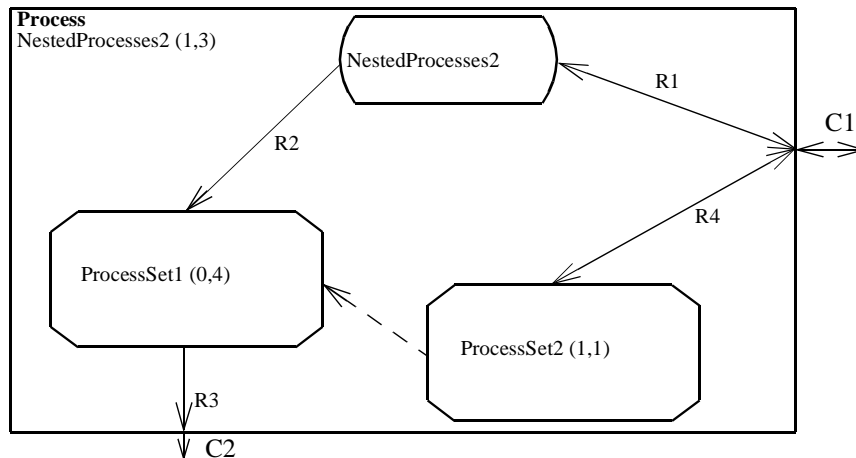 Process
NestedProcesses2 (1,3)
NestedProcesses2
R1
C1
R2
R4
ProcessSet1 (0,4)
ProcessSet2 (1,1)
R3
C2